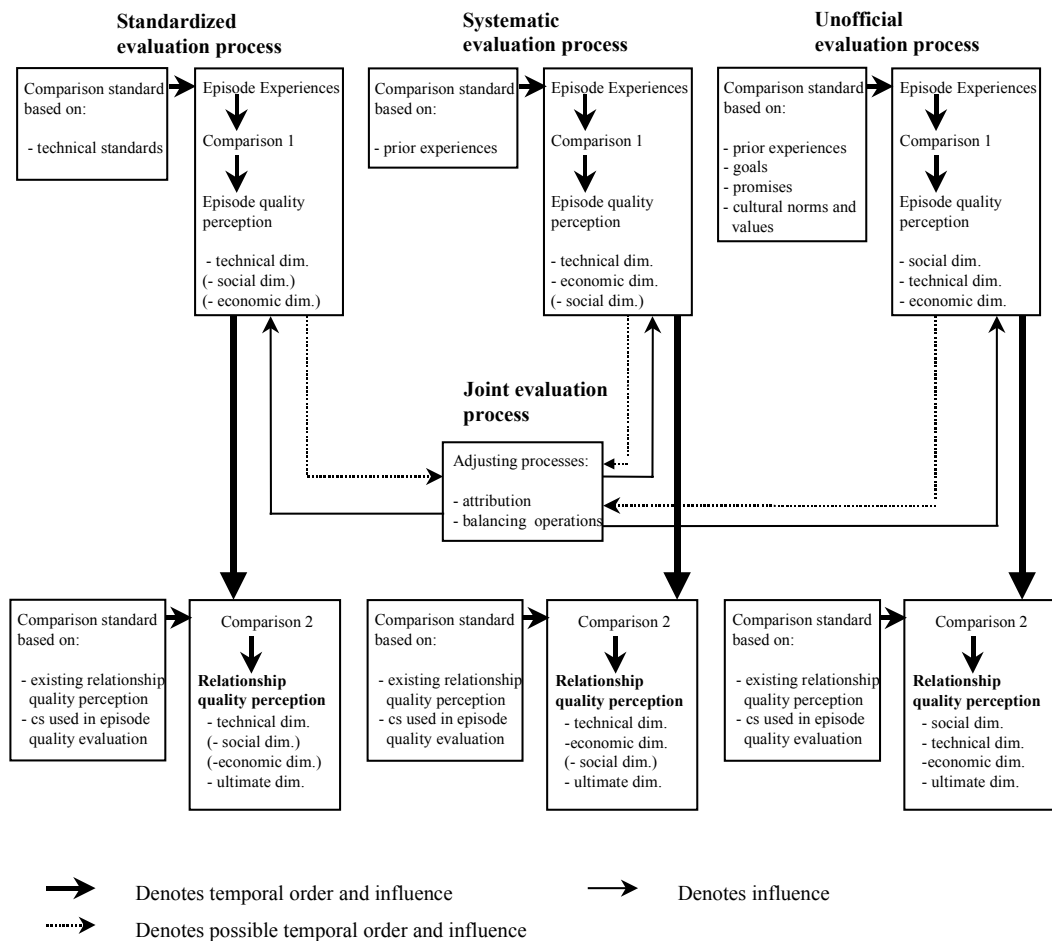 Standardized
evaluation process
Systematic
evaluation process
Unofficial
evaluation process
Comparison standard
based on:
- technical standards
Episode Experiences
Comparison 1
Episode quality
perception
- technical dim.
(- social dim.)
(- economic dim.)
Comparison standard
based on:
- prior experiences
Episode Experiences
Comparison 1
Episode quality
perception
- technical dim.
- economic dim.
(- social dim.)
Comparison standard
based on:
- prior experiences
- goals
- promises
- cultural norms and
values
Episode Experiences
Comparison 1
Episode quality
perception
- social dim.
- technical dim.
- economic dim.
Joint evaluation
process
Adjusting processes:
- attribution
- balancing operations
Comparison standard
based on:
- existing relationship
quality perception
- cs used in episode
quality evaluation
Comparison 2
Relationship
quality perception
- technical dim.
(- social dim.)
(-economic dim.)
- ultimate dim.
Comparison standard
based on:
- existing relationship
quality perception
- cs used in episode
quality evaluation
Comparison 2
Relationship
quality perception
- technical dim.
-economic dim.
(- social dim.)
- ultimate dim.
Comparison standard
based on:
- existing relationship
quality perception
- cs used in episode
quality evaluation
Comparison 2
Relationship
quality perception
- social dim.
- technical dim.
-economic dim.
- ultimate dim.
Denotes temporal order and influence
Denotes influence
Denotes possible temporal order and influence